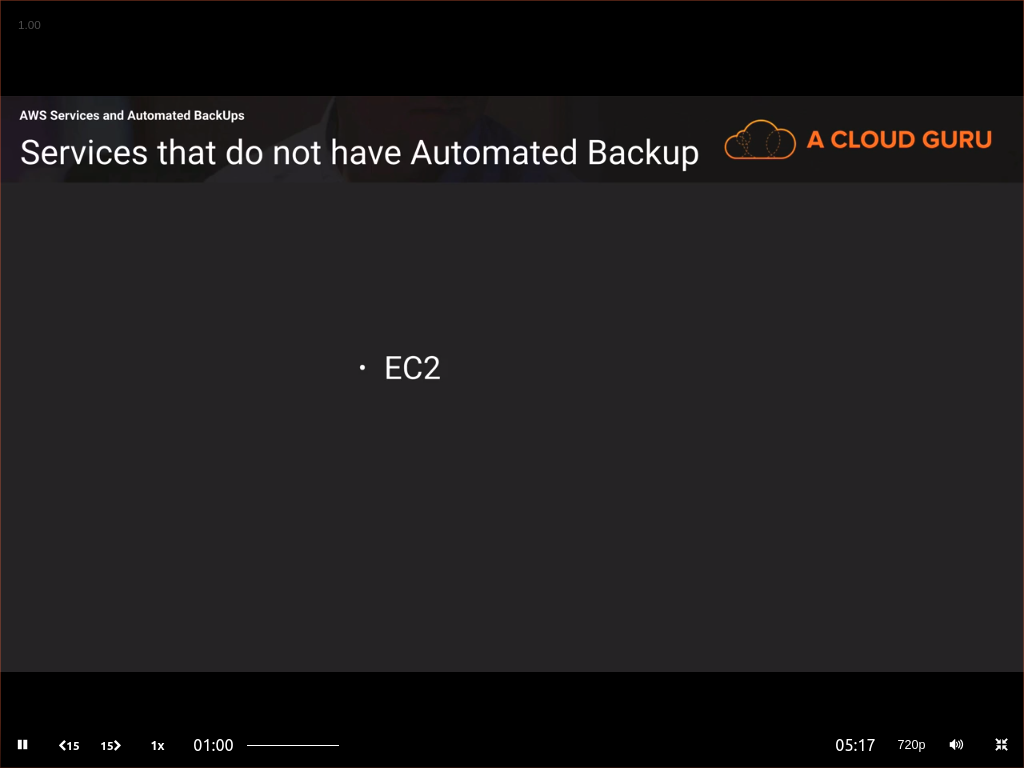 1.00
AWS Services and Automated BackUps
Services that do not have Automated Backup
A CLOUD GURU
• EC2
15 15 1x 01:00 05:17 720p